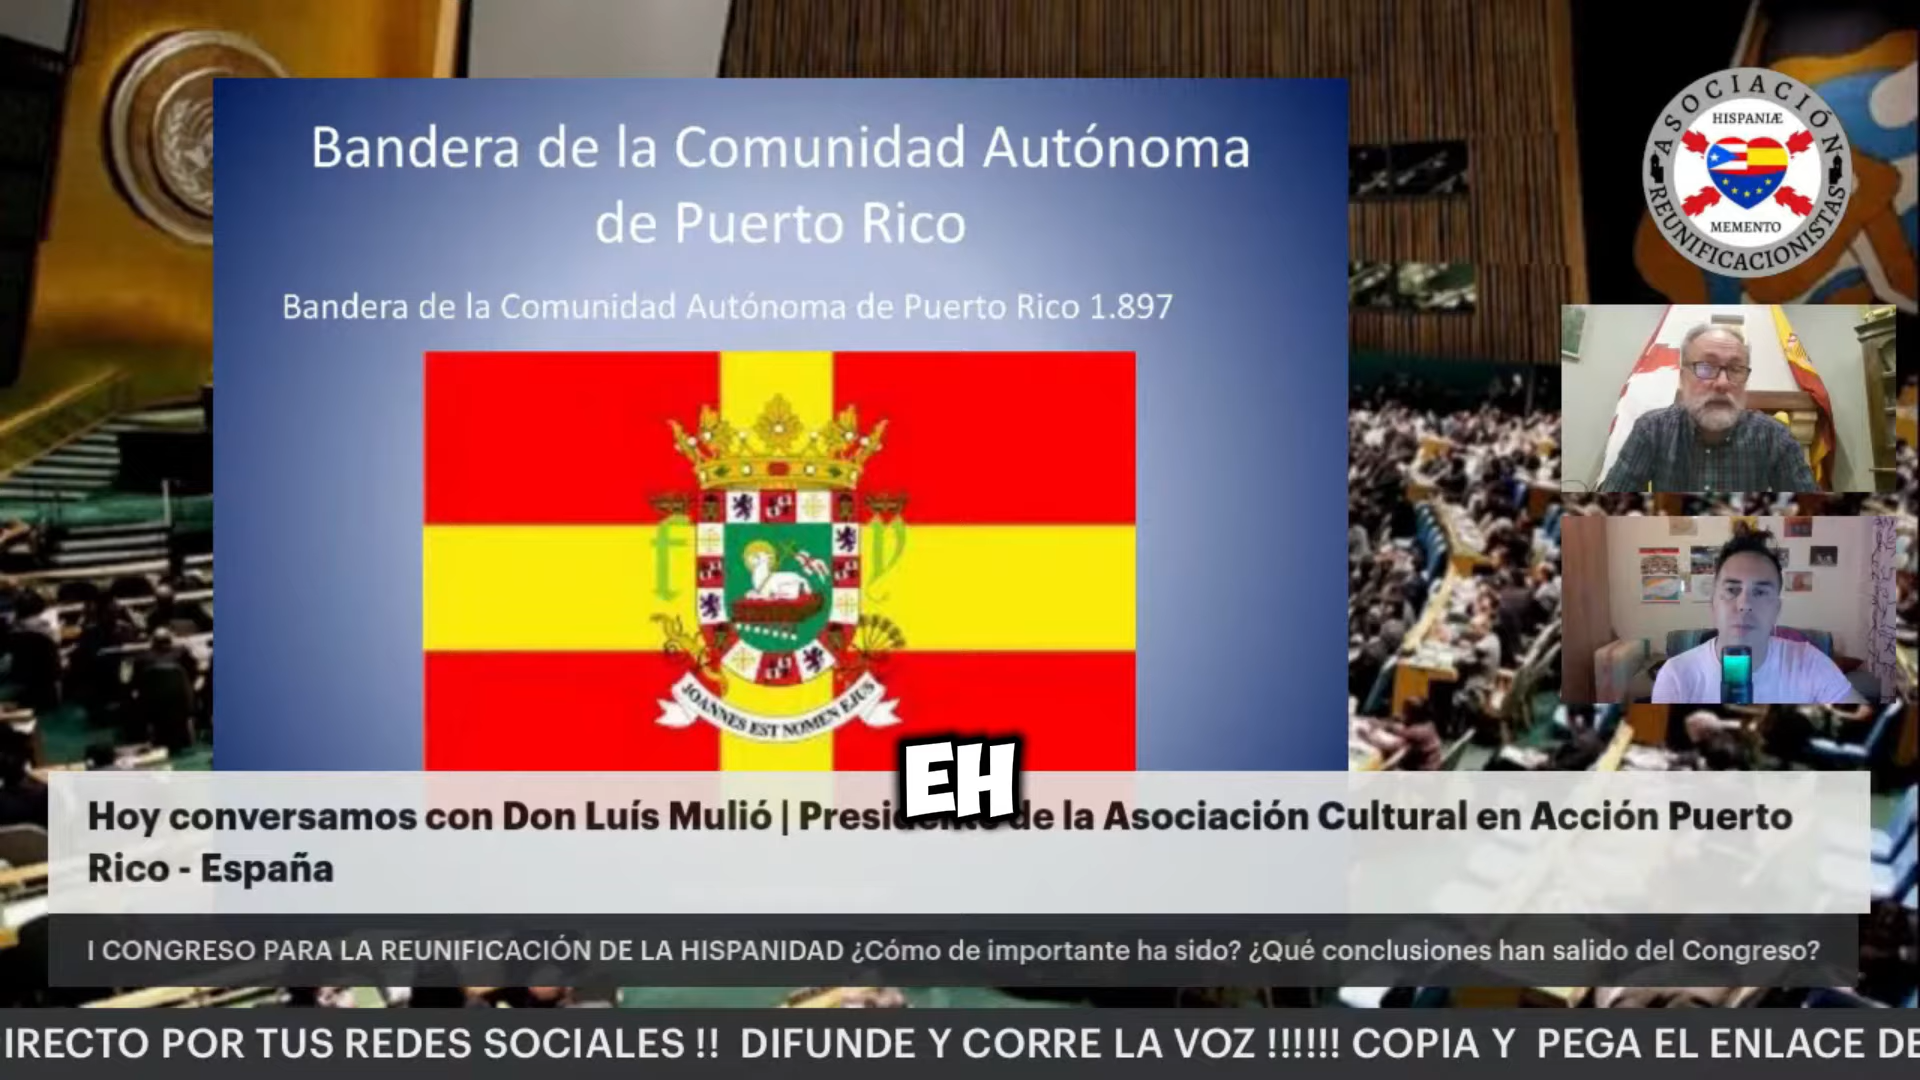 Bandera de la Comunidad Autónoma
de Puerto Rico
Bandera de la Comunidad Autónoma de Puerto Rico 1.897
f
y
JOANNES EST NOMEN EJUS
ASOCIACIÓN
HISPANIÆ
MEMENTO
REUNIFICACIONISTAS
EH
Hoy conversamos con Don Luís Mulió | Presidente de la Asociación Cultural en Acción Puerto
Rico - España
I CONGRESO PARA LA REUNIFICACIÓN DE LA HISPANIDAD ¿Cómo de importante ha sido? ¿Qué conclusiones han salido del Congreso?
IRECTO POR TUS REDES SOCIALES !! DIFUNDE Y CORRE LA VOZ !!!!!! COPIA Y PEGA EL ENLACE DE